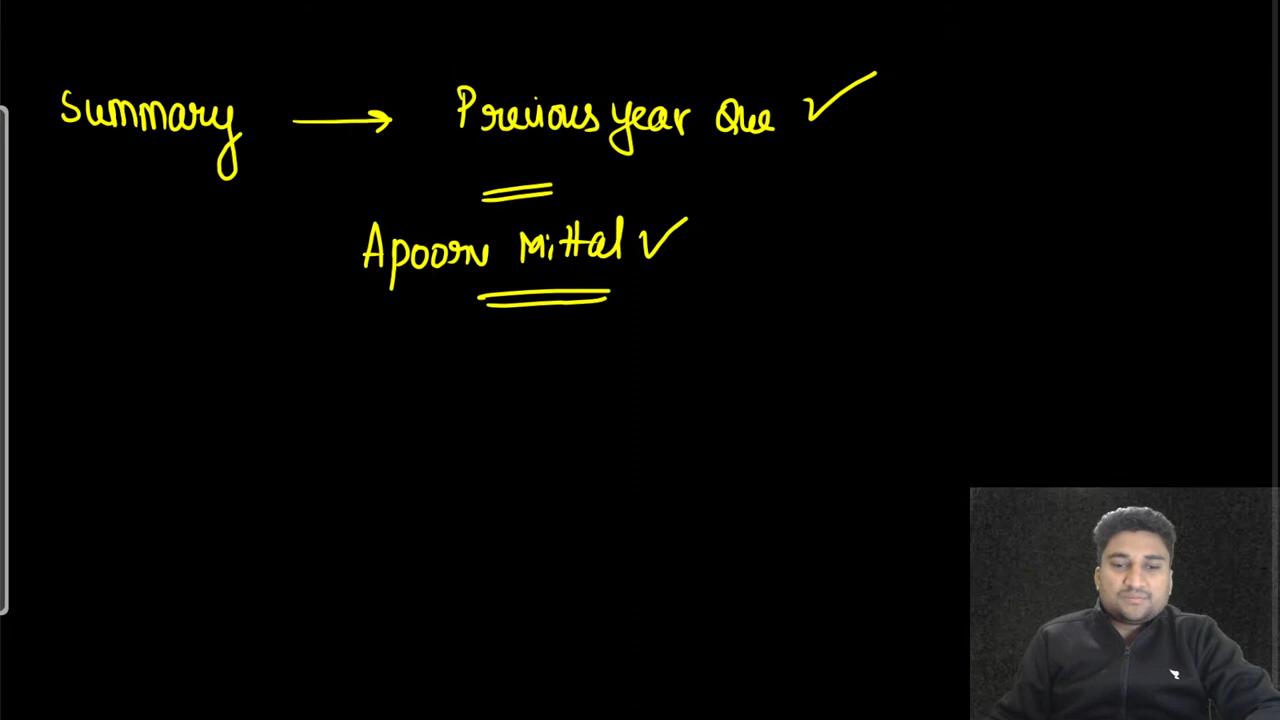 Summary → Previous year Que ✓
Apoorv Mittal ✓